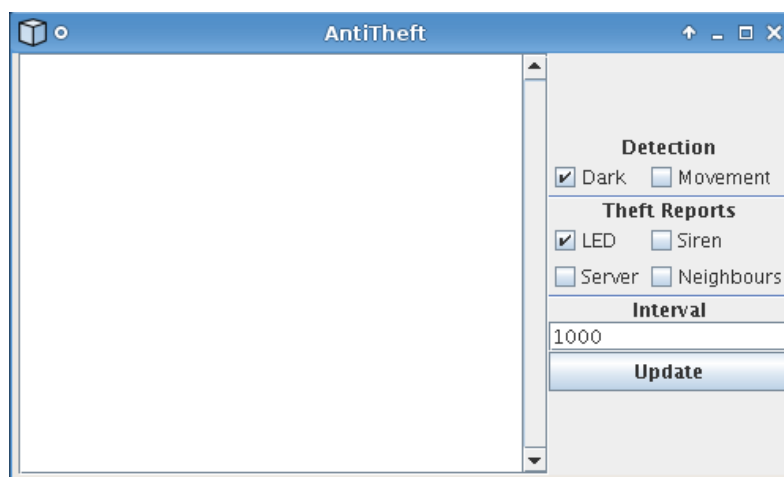 AntiTheft
Detection
Dark Movement
Theft Reports
LED Siren
Server Neighbours
Interval
1000
Update